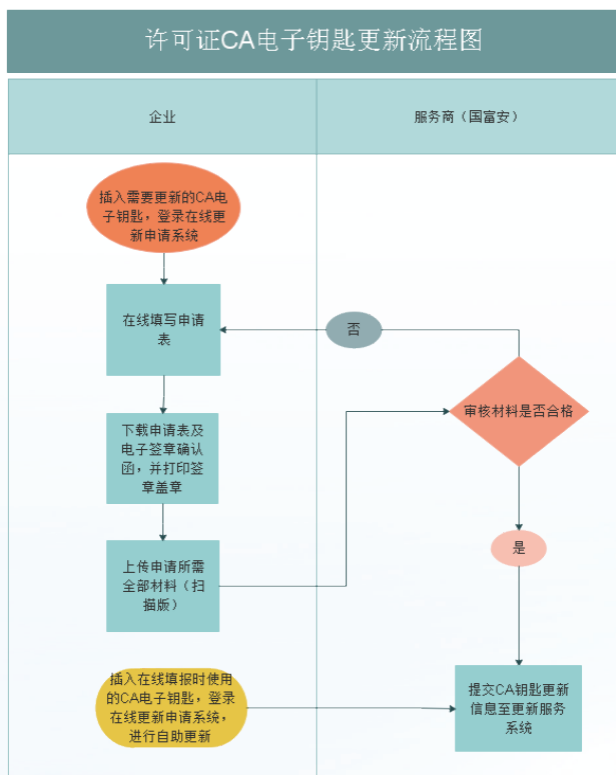 许可证CA电子钥匙更新流程图
企业
服务商（国富安）
插入需要更新的CA电
子钥匙，登录在线更
新申请系统
在线填写申请
表
否
审核材料是否合格
下载申请表及
电子签章确认
函，并打印签
章盖章
是
上传申请所需
全部材料（扫
描版）
插入在线填报时使用
的CA电子钥匙，登录
在线更新申请系统，
进行自助更新
提交CA钥匙更新
信息至更新服务
系统